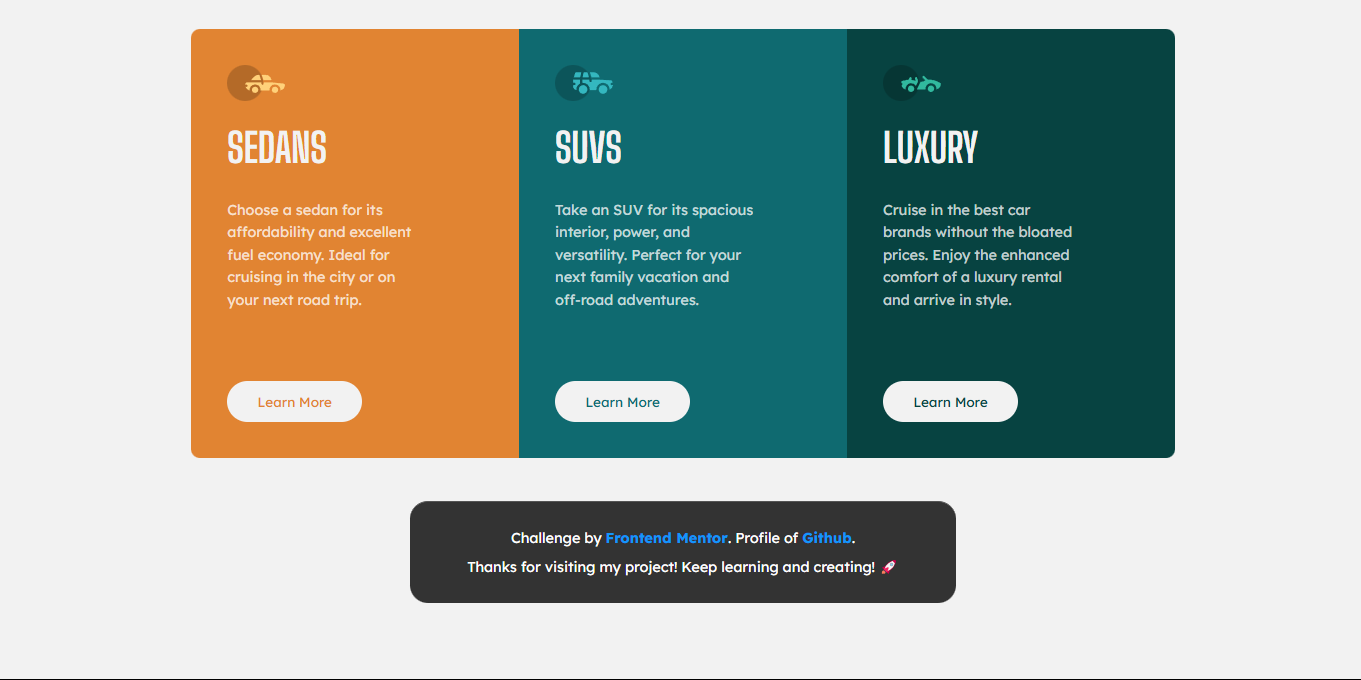 SEDANS
Choose a sedan for its
affordability and excellent
fuel economy. Ideal for
cruising in the city or on
your next road trip.
Learn More
SUVS
Take an SUV for its spacious
interior, power, and
versatility. Perfect for your
next family vacation and
off-road adventures.
Learn More
LUXURY
Cruise in the best car
brands without the bloated
prices. Enjoy the enhanced
comfort of a luxury rental
and arrive in style.
Learn More
Challenge by Frontend Mentor. Profile of Github.
Thanks for visiting my project! Keep learning and creating! 🚀